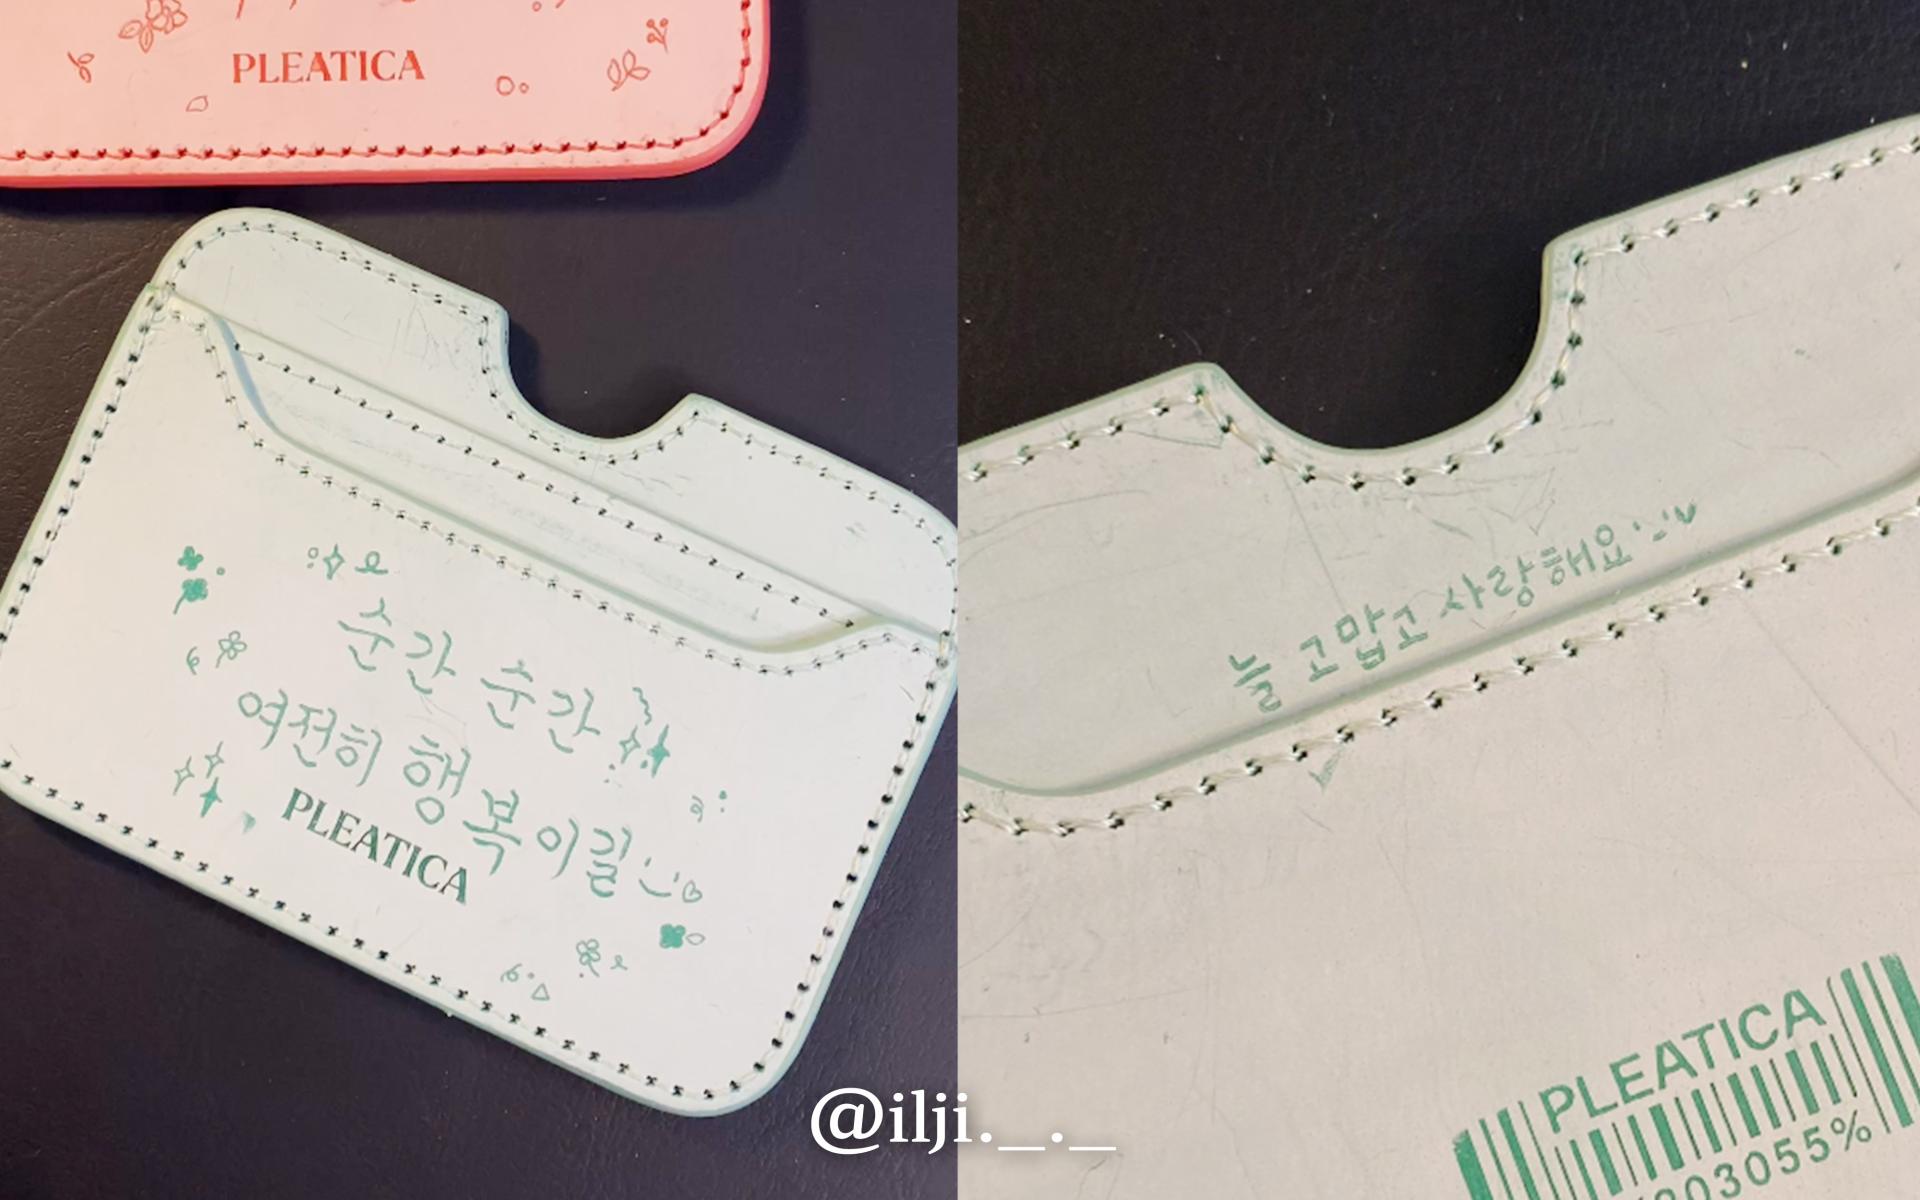 PLEATICA
순간 순간
여전히 행복이길
PLEATICA
늘 고맙고 사랑해요
PLEATICA
03055%
@ilji._._